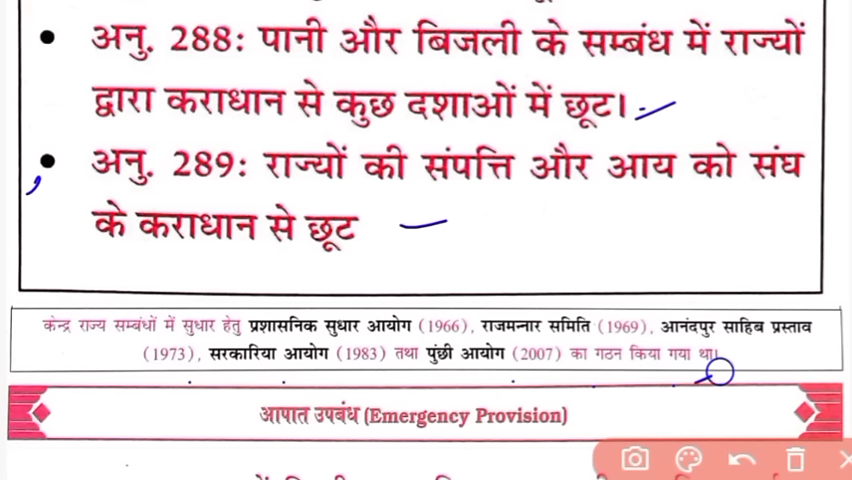 अनु. 288: पानी और बिजली के सम्बंध में राज्यों
द्वारा कराधान से कुछ दशाओं में छूट।
अनु. 289: राज्यों की संपत्ति और आय को संघ
के कराधान से छूट
केन्द्र राज्य सम्बंधों में सुधार हेतु प्रशासनिक सुधार आयोग (1966), राजमन्नार समिति (1969), आनंदपुर साहिब प्रस्ताव
(1973), सरकारिया आयोग (1983) तथा पुंछी आयोग (2007) का गठन किया गया था।
आपात उपबंध (Emergency Provision)